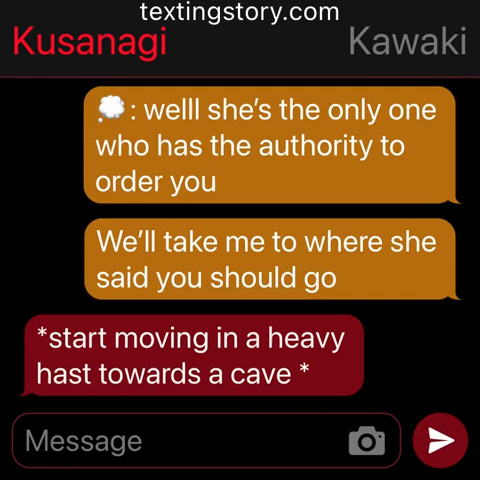 textingstory.com
Kusanagi
Kawaki
💭: welll she's the only one
who has the authority to
order you
We'll take me to where she
said you should go
*start moving in a heavy
hast towards a cave *
Message